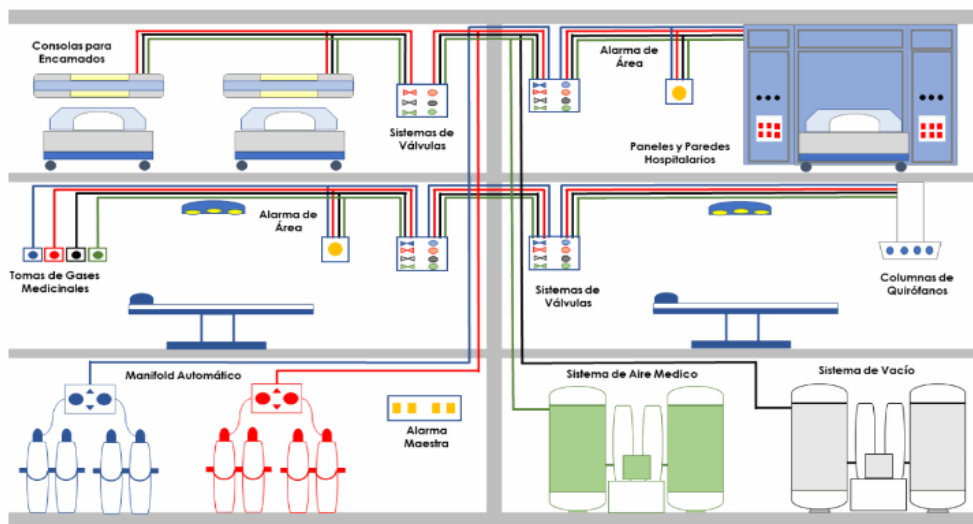 Consolas para
Encamados
Sistemas de
Válvulas
Alarma de
Área
Paneles y Paredes
Hospitalarios
Tomas de Gases
Medicinales
Alarma de
Área
Sistemas de
Válvulas
Columnas de
Quirófanos
Manifold Automático
Alarma
Maestra
Sistema de Aire Medico
Sistema de Vacío